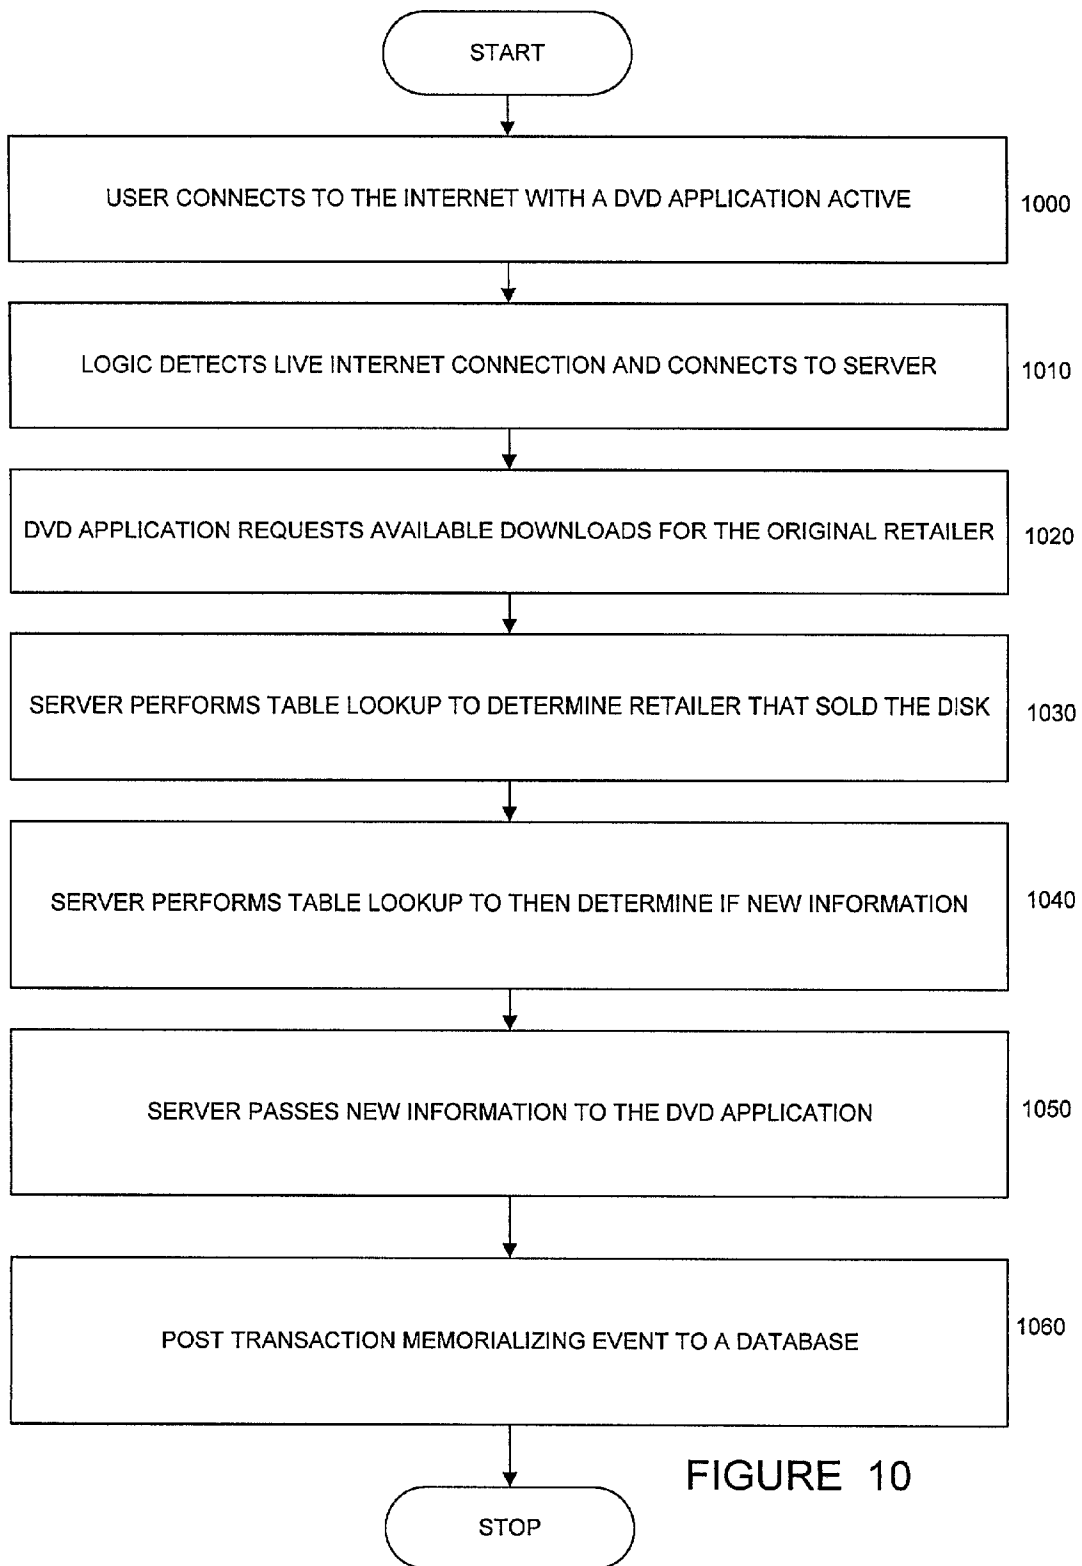 START
USER CONNECTS TO THE INTERNET WITH A DVD APPLICATION ACTIVE
1000
LOGIC DETECTS LIVE INTERNET CONNECTION AND CONNECTS TO SERVER
1010
DVD APPLICATION REQUESTS AVAILABLE DOWNLOADS FOR THE ORIGINAL RETAILER
1020
SERVER PERFORMS TABLE LOOKUP TO DETERMINE RETAILER THAT SOLD THE DISK
1030
SERVER PERFORMS TABLE LOOKUP TO THEN DETERMINE IF NEW INFORMATION
1040
SERVER PASSES NEW INFORMATION TO THE DVD APPLICATION
1050
POST TRANSACTION MEMORIALIZING EVENT TO A DATABASE
1060
FIGURE 10
STOP